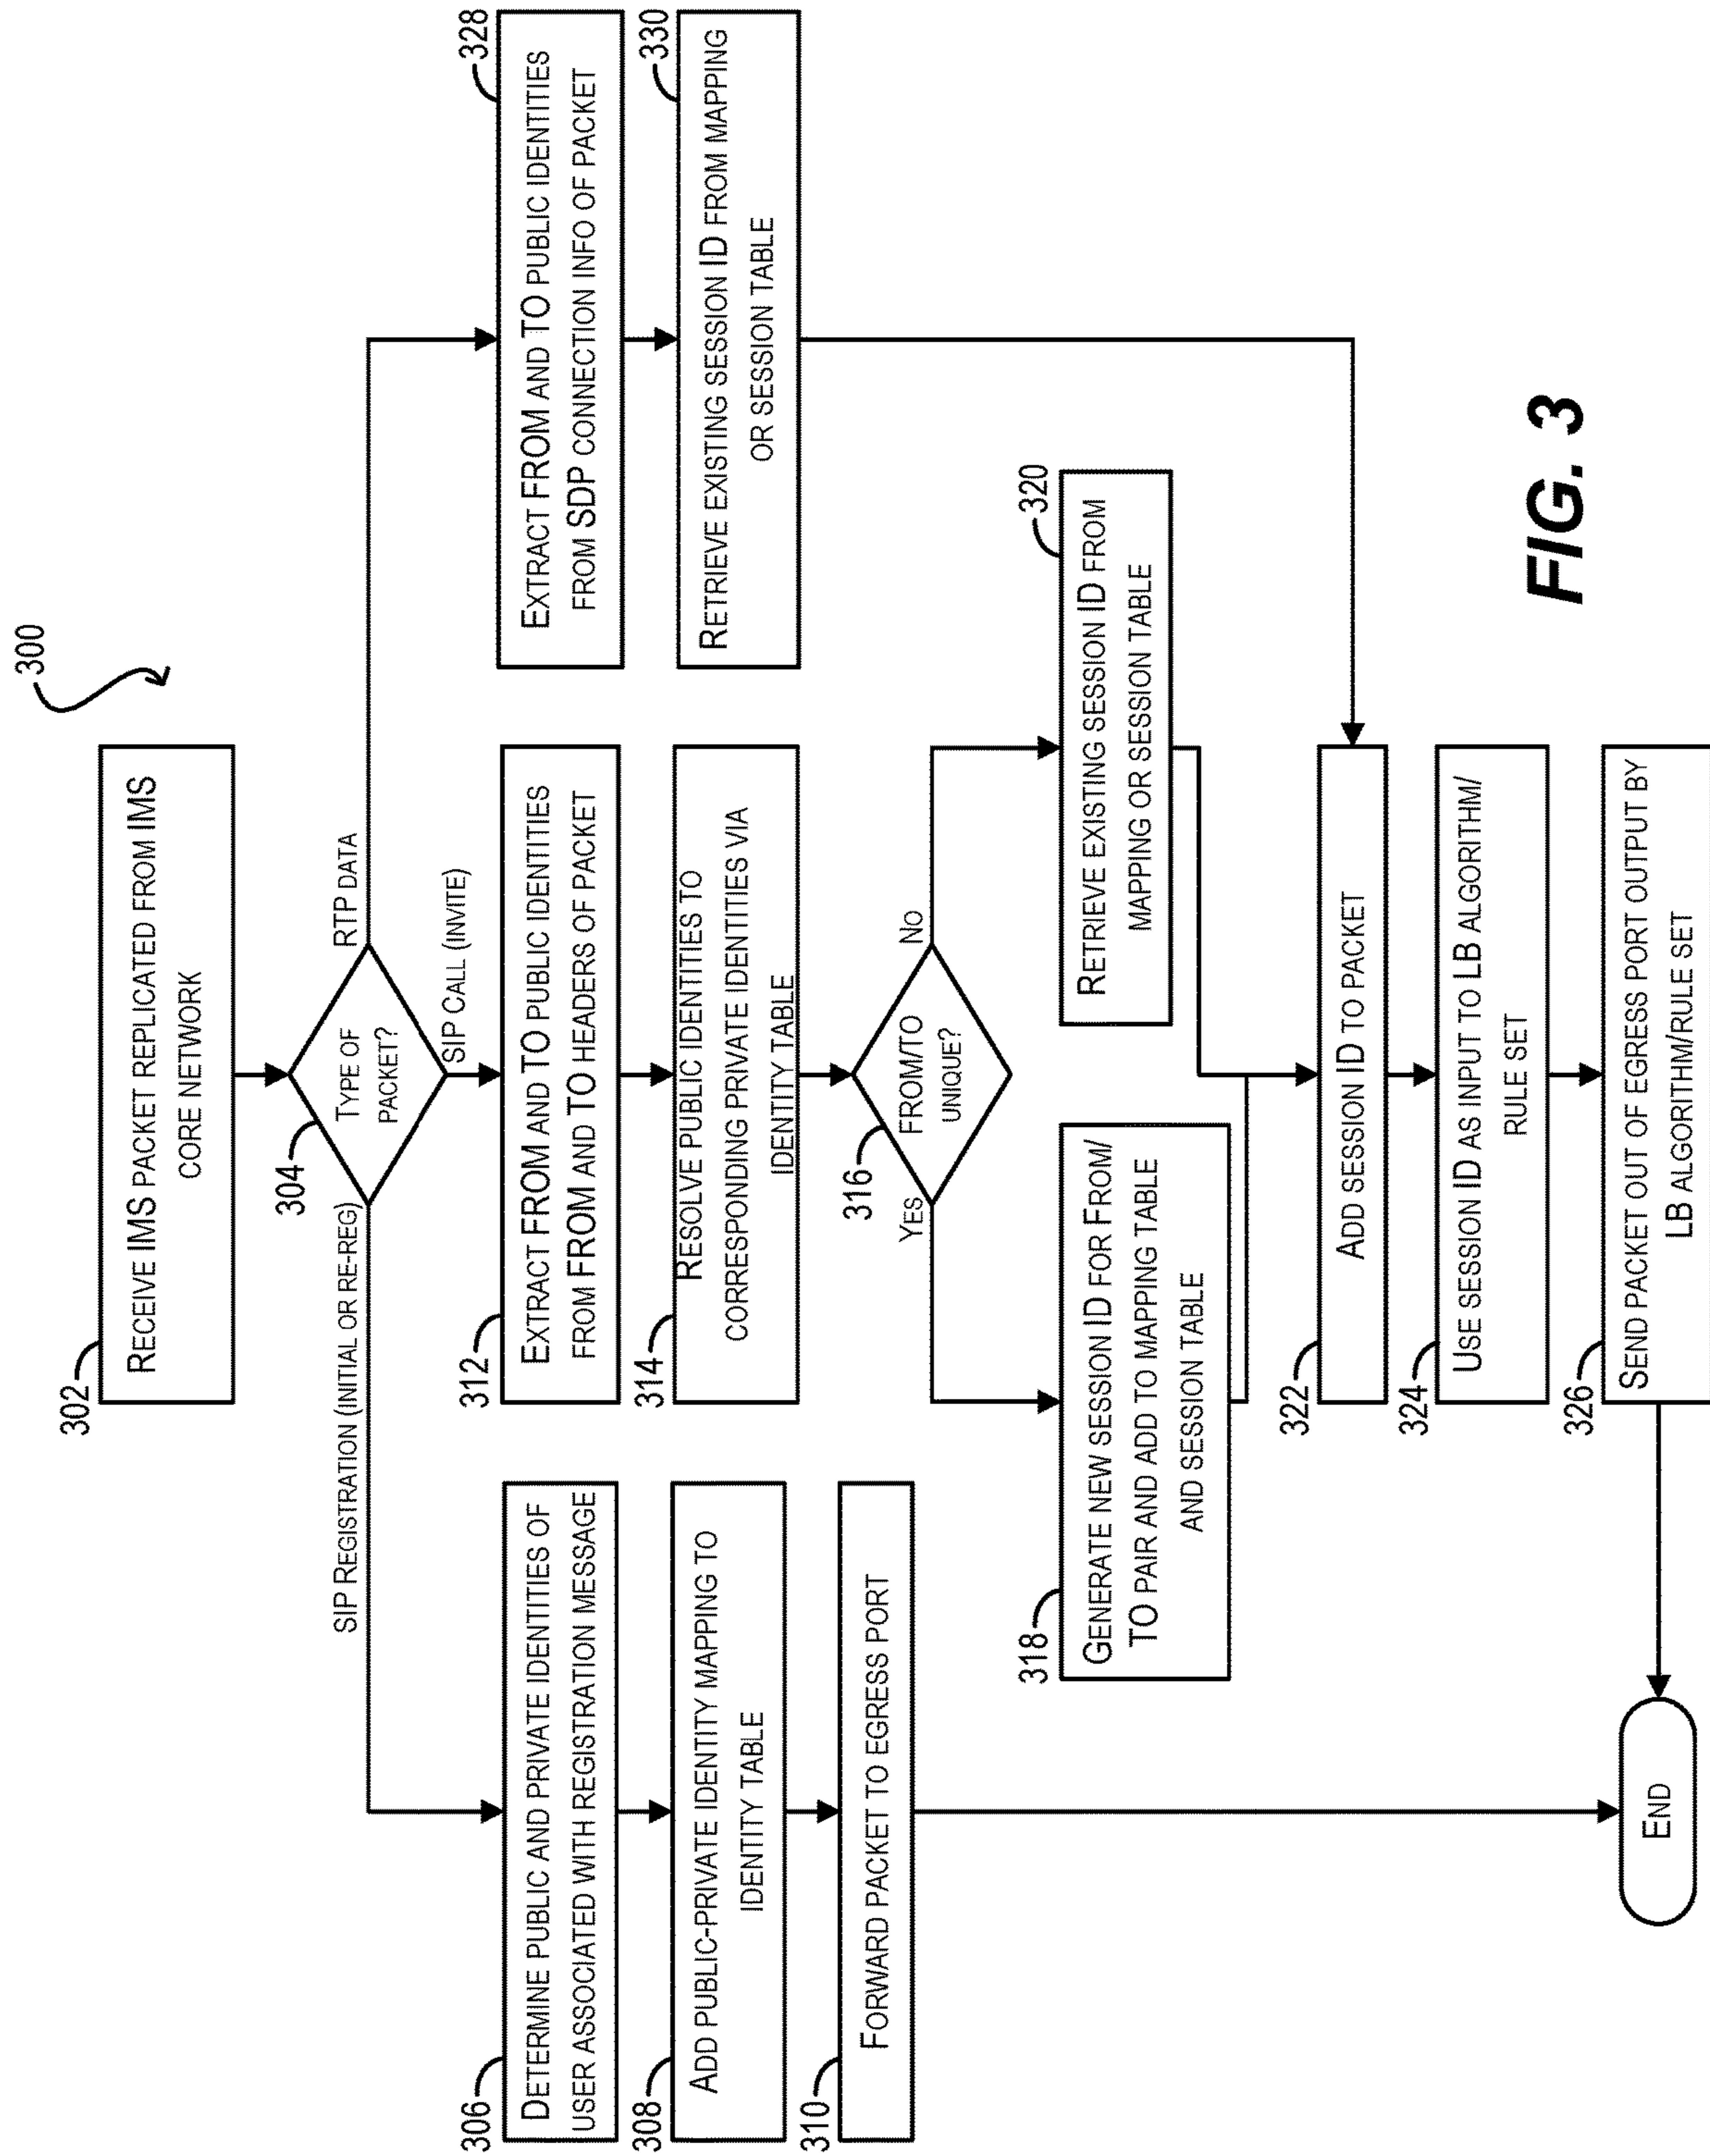 300
302
RECEIVE IMS PACKET REPLICATED FROM IMS
CORE NETWORK
304
TYPE OF
PACKET?
SIP REGISTRATION (INITIAL OR RE-REG)
SIP CALL (INVITE)
RTP DATA
306
DETERMINE PUBLIC AND PRIVATE IDENTITIES OF
USER ASSOCIATED WITH REGISTRATION MESSAGE
308
ADD PUBLIC-PRIVATE IDENTITY MAPPING TO
IDENTITY TABLE
310
FORWARD PACKET TO EGRESS PORT
312
EXTRACT FROM AND TO PUBLIC IDENTITIES
FROM FROM AND TO HEADERS OF PACKET
314
RESOLVE PUBLIC IDENTITIES TO
CORRESPONDING PRIVATE IDENTITIES VIA
IDENTITY TABLE
316
FROM/TO
UNIQUE?
YES
NO
318
GENERATE NEW SESSION ID FOR FROM/
TO PAIR AND ADD TO MAPPING TABLE
AND SESSION TABLE
320
RETRIEVE EXISTING SESSION ID FROM
MAPPING OR SESSION TABLE
328
EXTRACT FROM AND TO PUBLIC IDENTITIES
FROM SDP CONNECTION INFO OF PACKET
330
RETRIEVE EXISTING SESSION ID FROM MAPPING
OR SESSION TABLE
322
ADD SESSION ID TO PACKET
324
USE SESSION ID AS INPUT TO LB ALGORITHM/
RULE SET
326
SEND PACKET OUT OF EGRESS PORT OUTPUT BY
LB ALGORITHM/RULE SET
END
FIG. 3